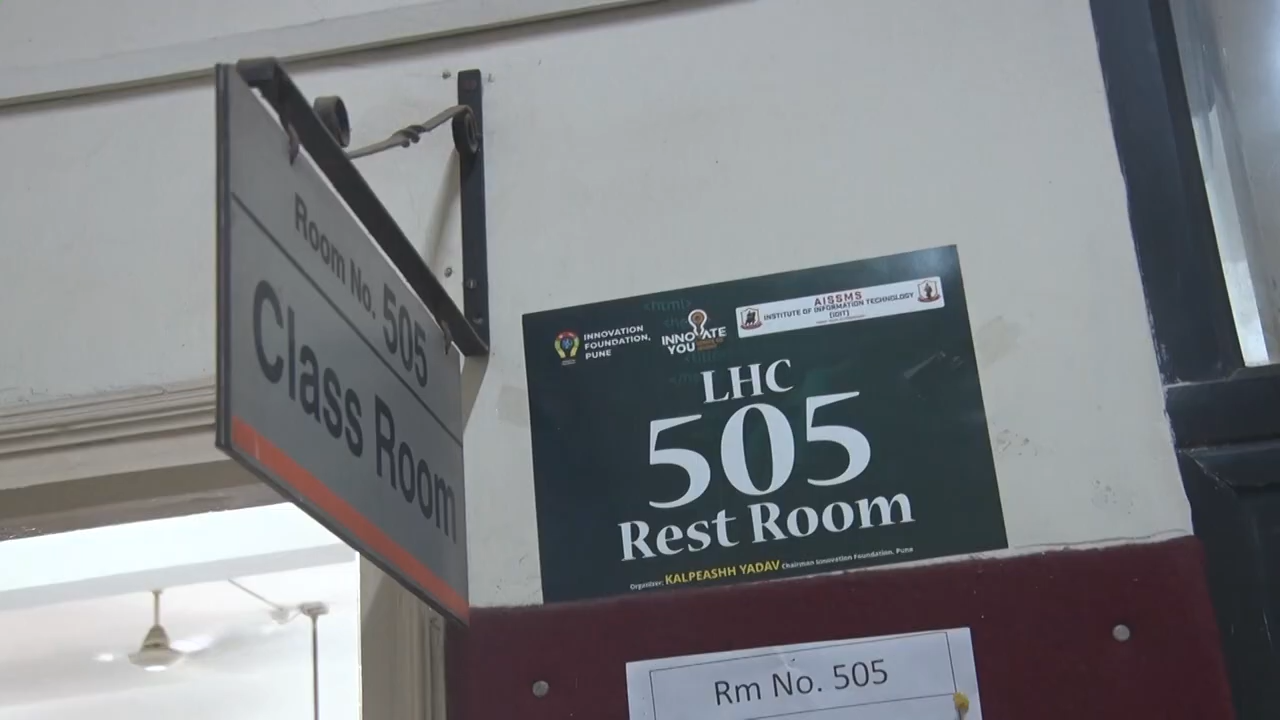 Room No. 505
Class Room
<html>
INNOVATION
FOUNDATION,
PUNE
INNOVATE
YOU
AISSMS
INSTITUTE OF INFORMATION TECHNOLOGY
(IOIT)
LHC
505
Rest Room
Organizer: KALPEASHH YADAV Chairman Innovation Foundation, Pune
Rm No. 505